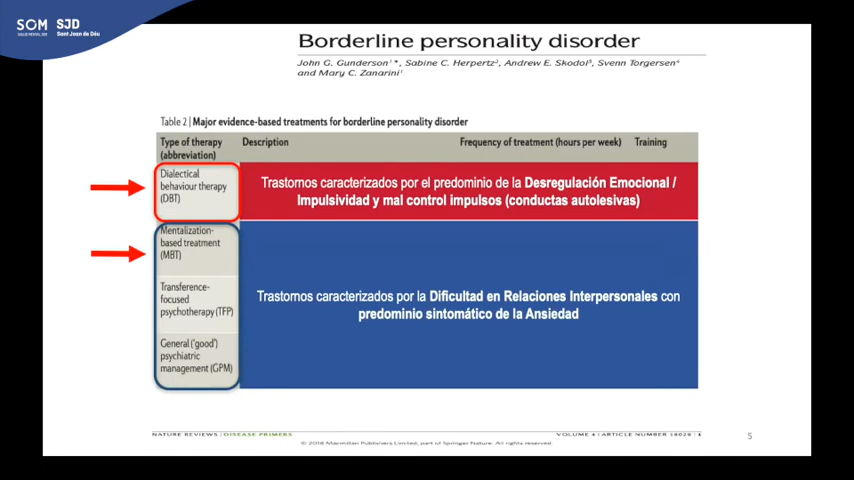 SOM
SALUD MENTAL 360
SJD
Sant Joan de Déu
Borderline personality disorder
John G. Gunderson¹*, Sabine C. Herpertz², Andrew E. Skodol³, Svenn Torgersen⁴
and Mary C. Zanarini¹
Table 2 | Major evidence-based treatments for borderline personality disorder
Type of therapy (abbreviation)
Description
Frequency of treatment (hours per week)
Training
Dialectical
behaviour therapy
(DBT)
Trastornos caracterizados por el predominio de la Desregulación Emocional /
Impulsividad y mal control impulsos (conductas autolesivas)
Mentalization-
based treatment
(MBT)
Transference-
focused
psychotherapy (TFP)
General ('good')
psychiatric
management (GPM)
Trastornos caracterizados por la Dificultad en Relaciones Interpersonales con
predominio sintomático de la Ansiedad
NATURE REVIEWS | DISEASE PRIMERS
VOLUME 4 | ARTICLE NUMBER 18029 | 1
© 2018 Macmillan Publishers Limited, part of Springer Nature. All rights reserved.
5